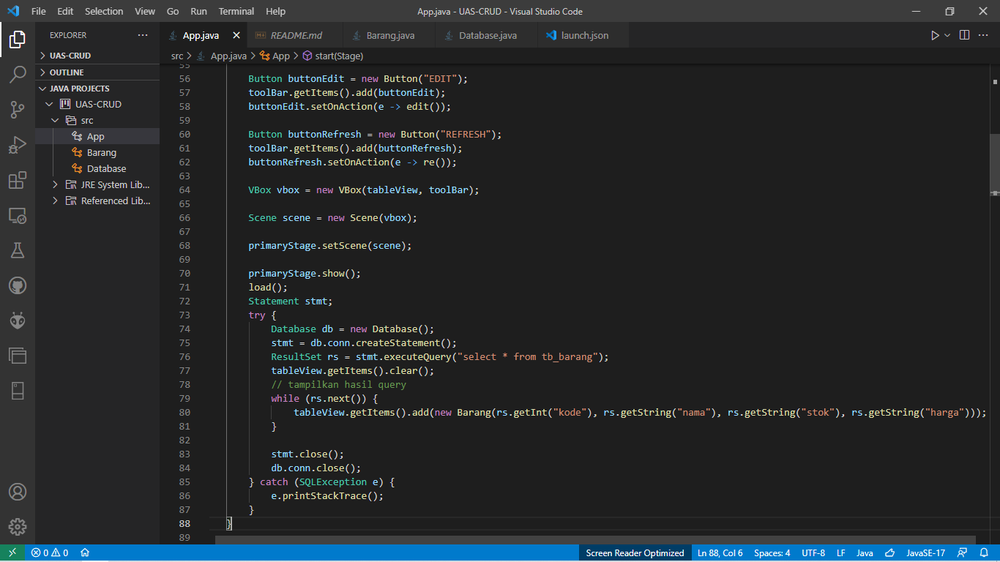 File Edit Selection View Go Run Terminal Help App.java - UAS-CRUD - Visual Studio Code
EXPLORER ···
App.java README.md Barang.java Database.java launch.json
UAS-CRUD
src > App.java > App > start(Stage)
OUTLINE
JAVA PROJECTS
UAS-CRUD
src
App
Barang
Database
JRE System Lib...
Referenced Lib...
55
56 Button buttonEdit = new Button("EDIT");
57 toolBar.getItems().add(buttonEdit);
58 buttonEdit.setOnAction(e -> edit());
59
60 Button buttonRefresh = new Button("REFRESH");
61 toolBar.getItems().add(buttonRefresh);
62 buttonRefresh.setOnAction(e -> re());
63
64 VBox vbox = new VBox(tableView, toolBar);
65
66 Scene scene = new Scene(vbox);
67
68 primaryStage.setScene(scene);
69
70 primaryStage.show();
71 load();
72 Statement stmt;
73 try {
74 Database db = new Database();
75 stmt = db.conn.createStatement();
76 ResultSet rs = stmt.executeQuery("select * from tb_barang");
77 tableView.getItems().clear();
78 // tampilkan hasil query
79 while (rs.next()) {
80 tableView.getItems().add(new Barang(rs.getInt("kode"), rs.getString("nama"), rs.getString("stok"), rs.getString("harga")));
81 }
82
83 stmt.close();
84 db.conn.close();
85 } catch (SQLException e) {
86 e.printStackTrace();
87 }
88 }
89
0 0 Screen Reader Optimized Ln 88, Col 6 Spaces: 4 UTF-8 LF Java JavaSE-17